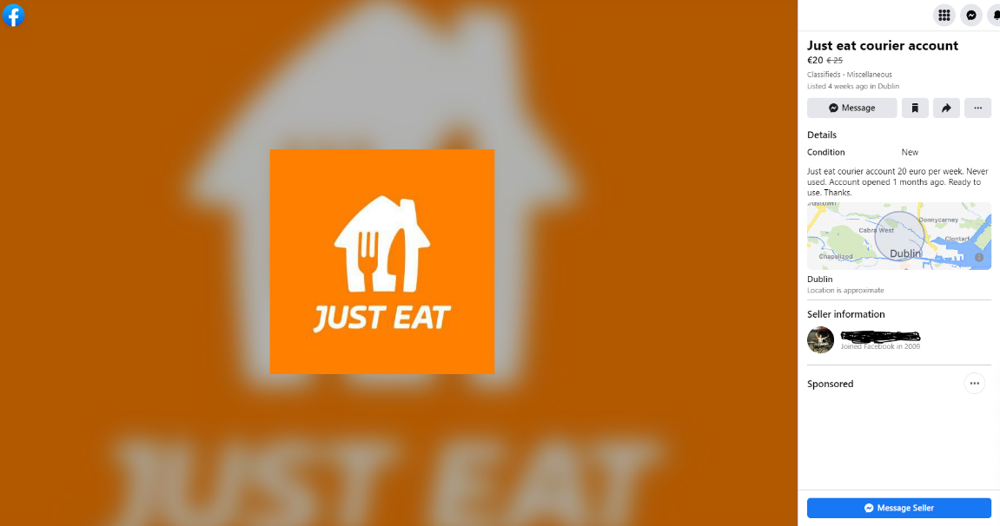 JUST EAT
JUST EAT
Just eat courier account
€20 € 25
Classifieds › Miscellaneous
Listed 4 weeks ago in Dublin
Message
Details
Condition New
Just eat courier account 20 euro per week. Never
used. Account opened 1 months ago. Ready to
use. Thanks.
Donnycarney
Cabra West
Clontarf
Chapelizod
Dublin
Dublin
Location is approximate
Seller information
Joined Facebook in 2009
Sponsored
Message Seller